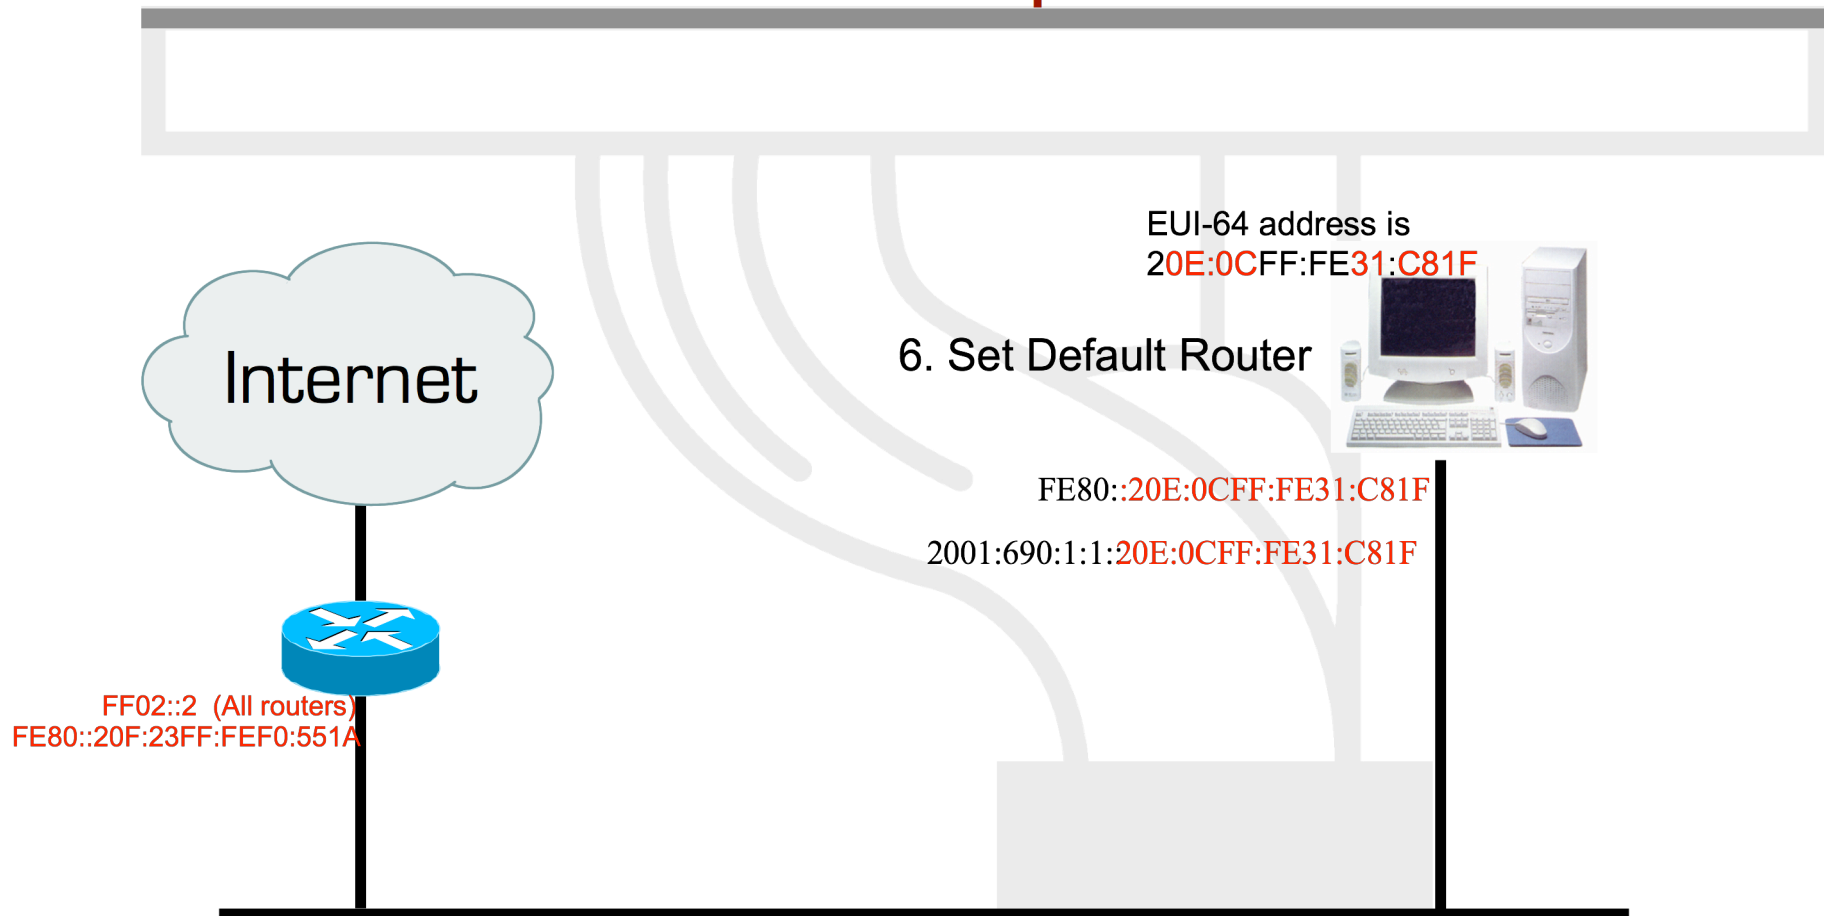 EUI-64 address is
20E:0CFF:FE31:C81F
Internet
6. Set Default Router
FE80::20E:0CFF:FE31:C81F
2001:690:1:1::20E:0CFF:FE31:C81F
FF02::2 (All routers)
FE80::20F:23FF:FEF0:551A